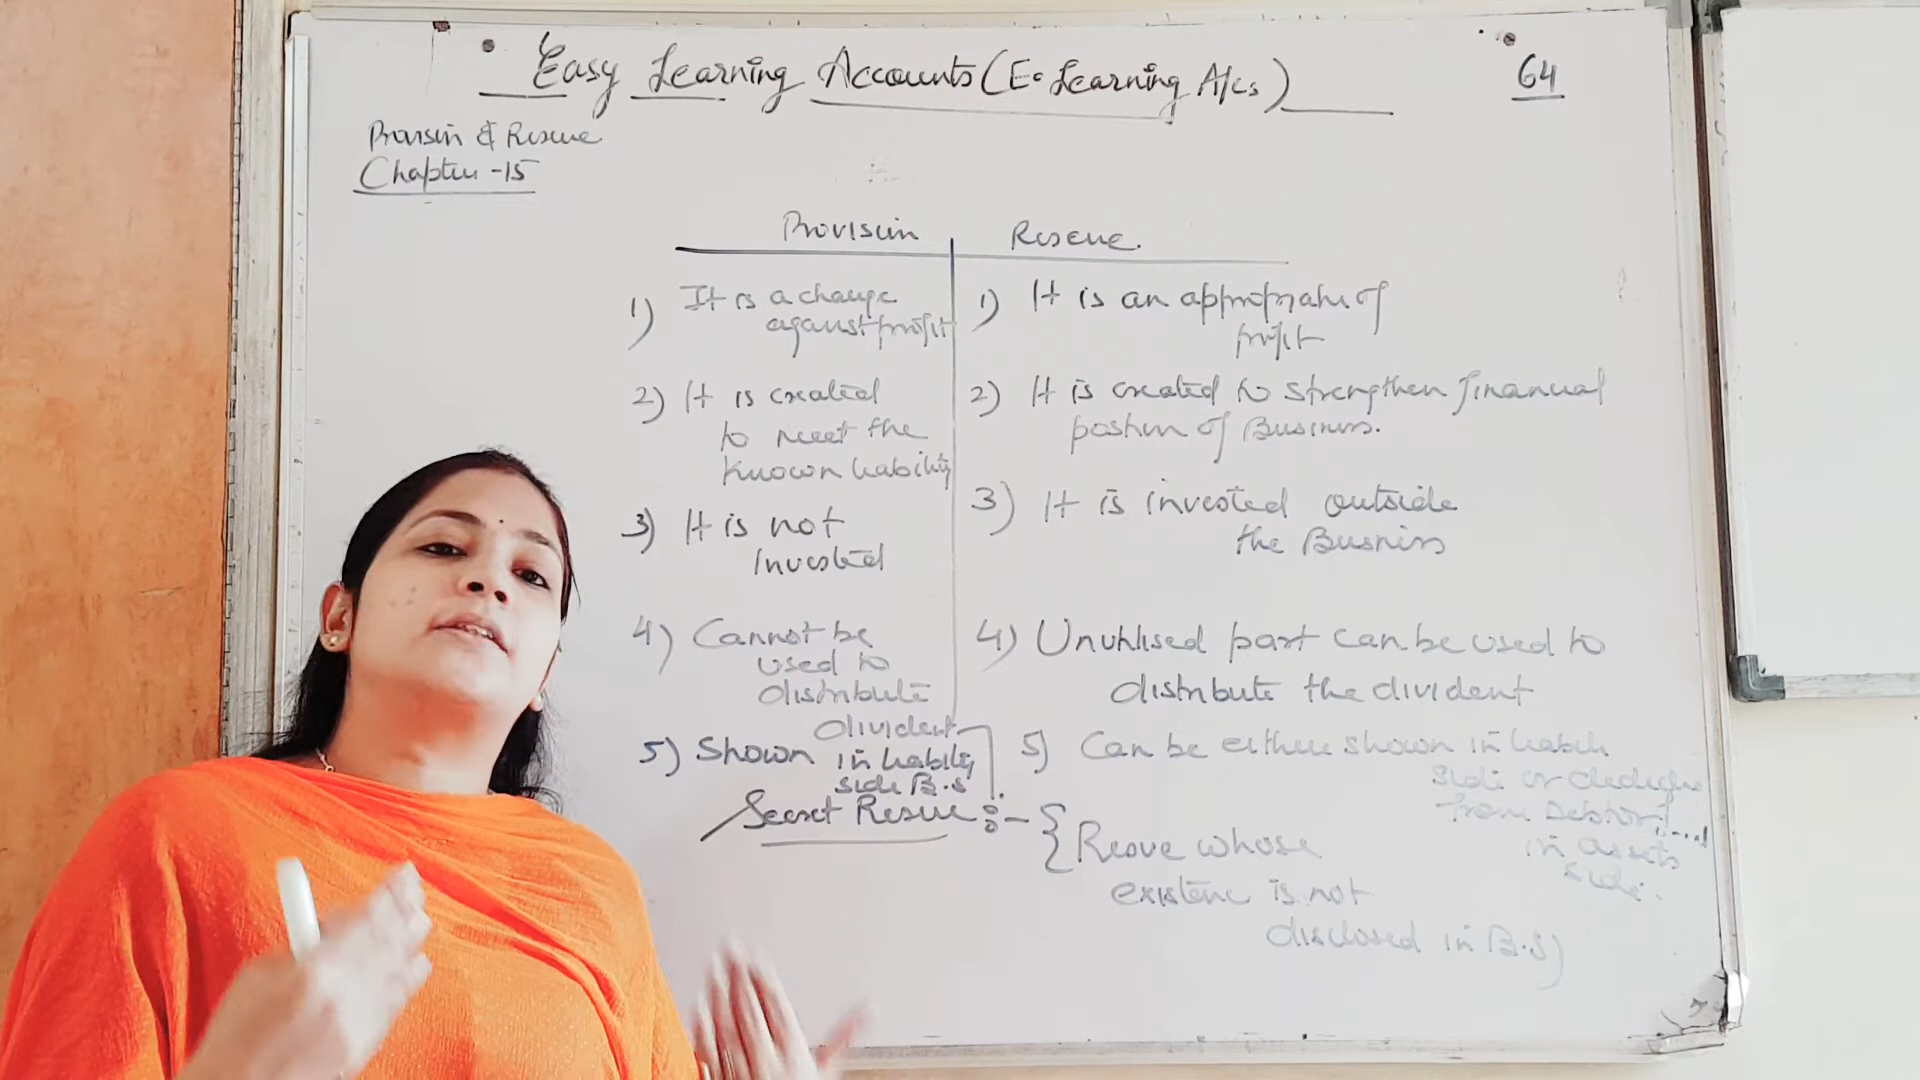 Easy Learning Accounts (E-Learning A/cs)
64
Provision & Reserve
Chapter - 15
Provision
Reserve.
1) It is a charge
against profit
1) It is an appropriatn of
profit
2) It is created
to meet the
known liability
2) It is created to strengthen financial
position of Business.
3) It is not
Invested
3) It is invested outside
the Business
4) Cannot be
used to
distribute
divident
4) Unutilised part can be used to
distribute the divident
5) Shown in liability
side B.S
5) Can be either shown in liabili
side or deducte
from Debtor
in assets
side.
Secret Reserve :- { Reserve whose
existenc is not
disclosed in B.S)